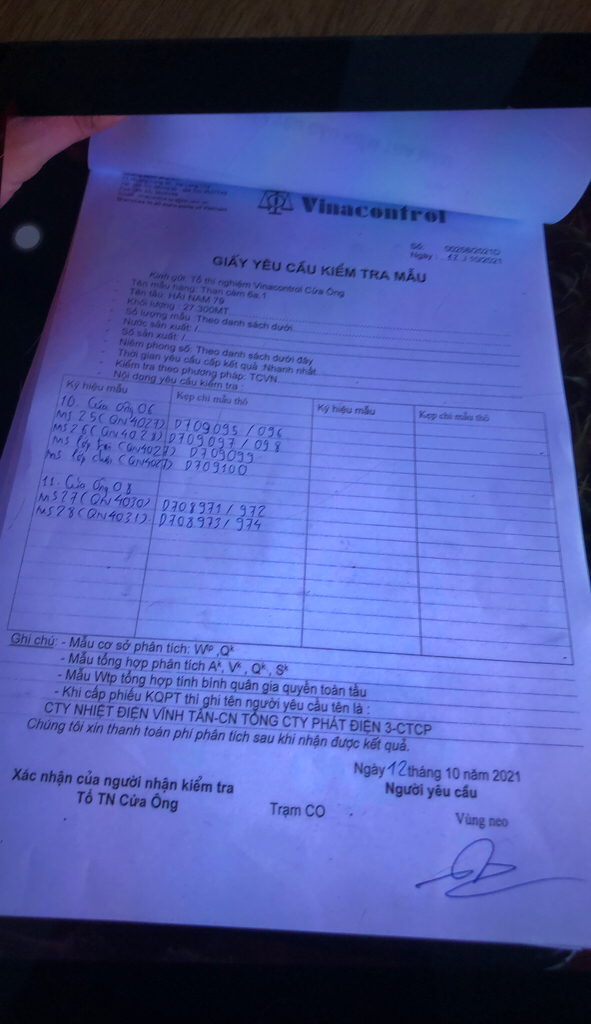 Vinacontrol
Số: 00258/2021D
Ngày: 12 / 10/2021
GIẤY YÊU CẦU KIỂM TRA MẪU
Kính gửi: Tổ thí nghiệm Vinacontrol Cửa Ông
- Tên mẫu hàng: Than cám 6a.1
- Tên tàu: HẢI NAM 79
- Khối lượng : 27.300MT
- Số lượng mẫu :Theo danh sách dưới
- Nước sản xuất: /
- Số sản xuất: /
- Niêm phong số: Theo danh sách dưới đây
- Thời gian yêu cầu cấp kết quả :Nhanh nhất
- Kiểm tra theo phương pháp: TCVN
- Nội dung yêu cầu kiểm tra :
Ký hiệu mẫu Kẹp chì mẫu thô Ký hiệu mẫu Kẹp chì mẫu thô
10. Cửa Ông 06
MS 25(QN4027) D709095 / 096
MS 26(QN4028) D709097 / 098
MS (QN4027) D709099
MS D709100
11. Cửa Ông 08
MS 27(QN4030) D708971 / 972
MS 28(QN4031) D708973 / 974
Ghi chú: - Mẫu cơ sở phân tích: Wᵖ ,Qᵏ
- Mẫu tổng hợp phân tích Aᵏ, Vᵏ , Qᵏ, Sᵏ
- Mẫu Wtp tổng hợp tính bình quân gia quyền toàn tầu
- Khi cấp phiếu KQPT thì ghi tên người yêu cầu tên là :
CTY NHIỆT ĐIỆN VĨNH TÂN-CN TỔNG CTY PHÁT ĐIỆN 3-CTCP
Chúng tôi xin thanh toán phí phân tích sau khi nhận được kết quả.
Ngày 12 tháng 10 năm 2021
Xác nhận của người nhận kiểm tra Người yêu cầu
Tổ TN Cửa Ông Trạm CO Vùng neo